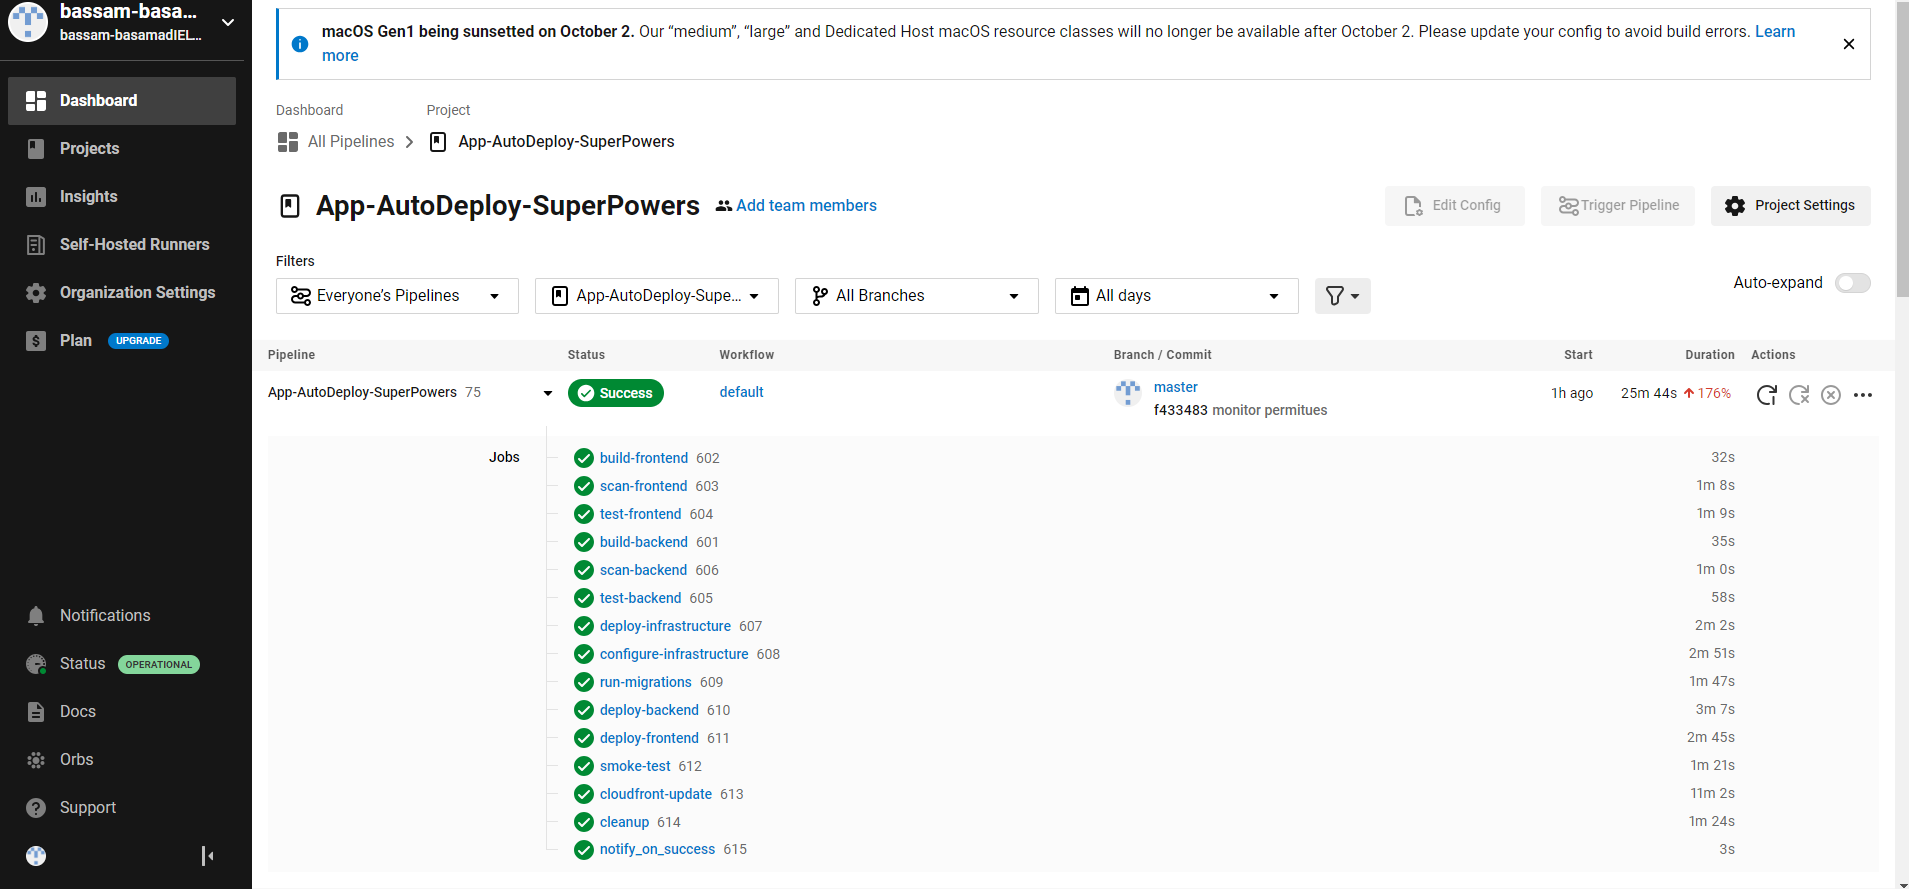 bassam-basa...
bassam-basamadIEL...
Dashboard
Projects
Insights
Self-Hosted Runners
Organization Settings
Plan UPGRADE
Notifications
Status OPERATIONAL
Docs
Orbs
Support
macOS Gen1 being sunsetted on October 2. Our “medium”, “large” and Dedicated Host macOS resource classes will no longer be available after October 2. Please update your config to avoid build errors. Learn
more
Dashboard Project
All Pipelines App-AutoDeploy-SuperPowers
App-AutoDeploy-SuperPowers Add team members
Edit Config Trigger Pipeline Project Settings
Filters
Everyone’s Pipelines App-AutoDeploy-Supe... All Branches All days
Auto-expand
Pipeline Status Workflow Branch / Commit Start Duration Actions
App-AutoDeploy-SuperPowers 75 Success default master 1h ago 25m 44s 176%
f433483 monitor permitues
Jobs
build-frontend 602 32s
scan-frontend 603 1m 8s
test-frontend 604 1m 9s
build-backend 601 35s
scan-backend 606 1m 0s
test-backend 605 58s
deploy-infrastructure 607 2m 2s
configure-infrastructure 608 2m 51s
run-migrations 609 1m 47s
deploy-backend 610 3m 7s
deploy-frontend 611 2m 45s
smoke-test 612 1m 21s
cloudfront-update 613 11m 2s
cleanup 614 1m 24s
notify_on_success 615 3s